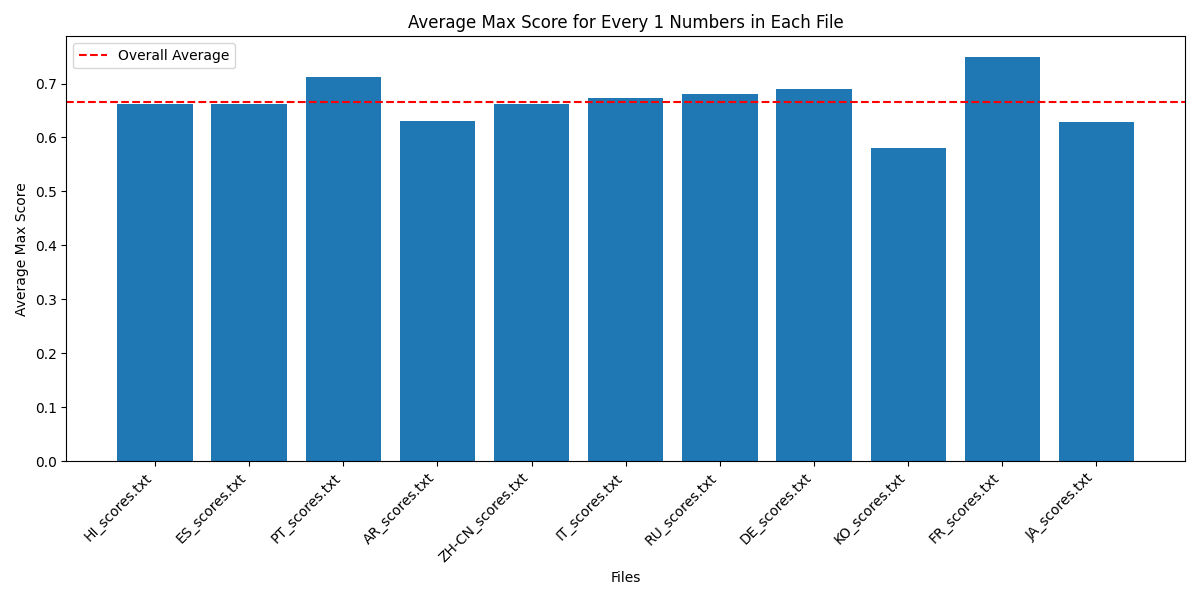 Average Max Score for Every 1 Numbers in Each File
Overall Average
Average Max Score
0.7
0.6
0.5
0.4
0.3
0.2
0.1
0.0
HI_scores.txt
ES_scores.txt
PT_scores.txt
AR_scores.txt
ZH-CN_scores.txt
IT_scores.txt
RU_scores.txt
DE_scores.txt
KO_scores.txt
FR_scores.txt
JA_scores.txt
Files